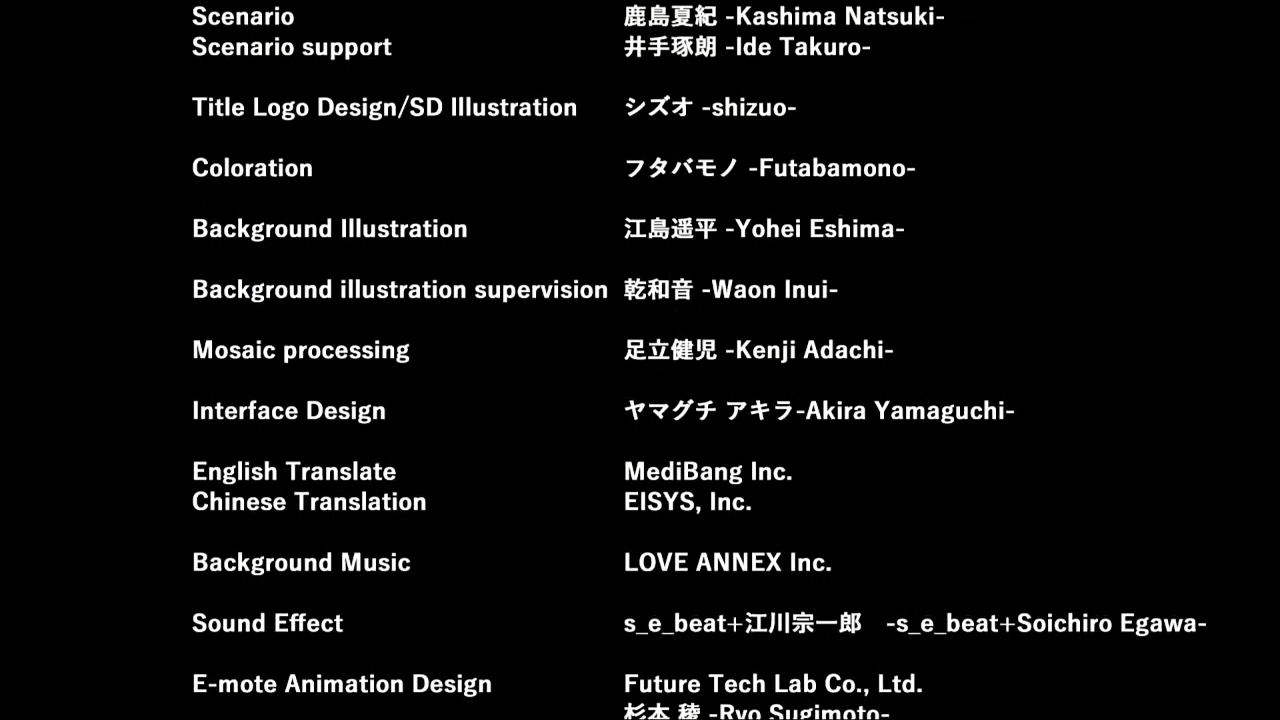 Scenario 鹿島夏紀 -Kashima Natsuki-
Scenario support 井手琢朗 -Ide Takuro-
Title Logo Design/SD Illustration シズオ -shizuo-
Coloration フタバモノ -Futabamono-
Background Illustration 江島遥平 -Yohei Eshima-
Background illustration supervision 乾和音 -Waon Inui-
Mosaic processing 足立健児 -Kenji Adachi-
Interface Design ヤマグチ アキラ-Akira Yamaguchi-
English Translate MediBang Inc.
Chinese Translation EISYS, Inc.
Background Music LOVE ANNEX Inc.
Sound Effect s_e_beat+江川宗一郎　-s_e_beat+Soichiro Egawa-
E-mote Animation Design Future Tech Lab Co., Ltd.
杉本 稜 -Ryo Sugimoto-